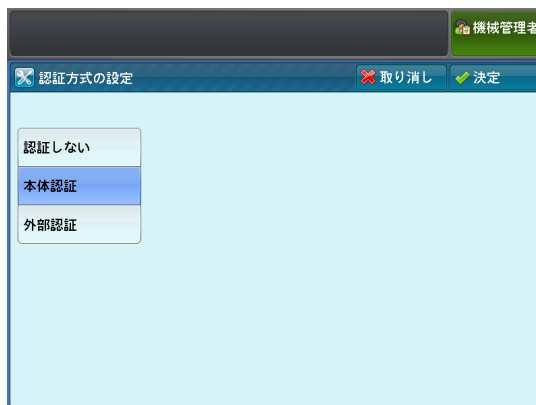 機械管理者
認証方式の設定
取り消し
決定
認証しない
本体認証
外部認証